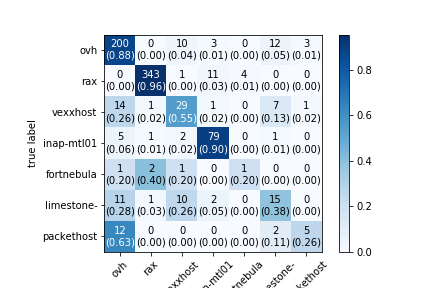 ovh 200 0 10 3 0 12 3
(0.88) (0.00) (0.04) (0.01) (0.00) (0.05) (0.01)
rax 0 343 1 11 4 0 0
(0.00) (0.96) (0.00) (0.03) (0.01) (0.00) (0.00)
vexxhost 14 1 29 1 0 7 1
(0.26) (0.02) (0.55) (0.02) (0.00) (0.13) (0.02)
inap-mtl01 5 1 2 79 0 1 0
(0.06) (0.01) (0.02) (0.90) (0.00) (0.01) (0.00)
fortnebula 1 2 1 0 1 0 0
(0.20) (0.40) (0.20) (0.00) (0.20) (0.00) (0.00)
limestone- 11 1 10 2 0 15 0
(0.28) (0.03) (0.26) (0.05) (0.00) (0.38) (0.00)
packethost 12 0 0 0 0 2 5
(0.63) (0.00) (0.00) (0.00) (0.00) (0.11) (0.26)
true label
ovh
rax
exxhost
p-mtl01
tnebula
estone-
kethost
0.8
0.6
0.4
0.2
0.0